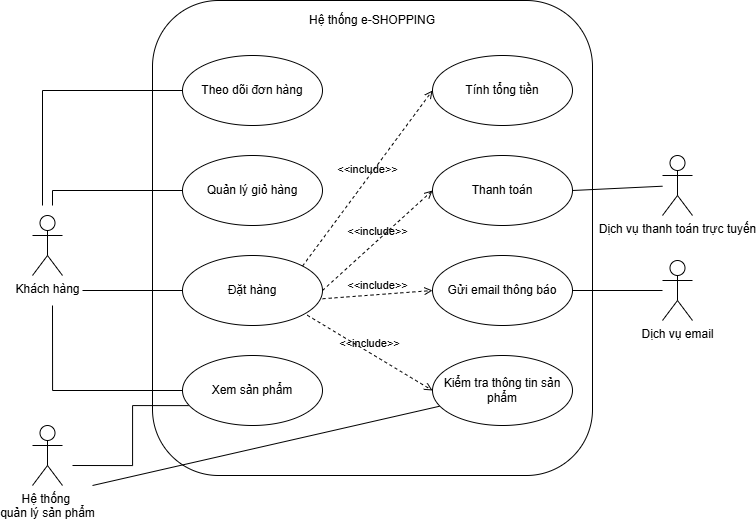 Hệ thống e-SHOPPING
Theo dõi đơn hàng
Tính tổng tiền
<<include>>
Quản lý giỏ hàng
Thanh toán
Dịch vụ thanh toán trực tuyến
<<include>>
Khách hàng
Đặt hàng
<<include>>
Gửi email thông báo
Dịch vụ email
<<include>>
Xem sản phẩm
Kiểm tra thông tin sản
phẩm
Hệ thống
quản lý sản phẩm